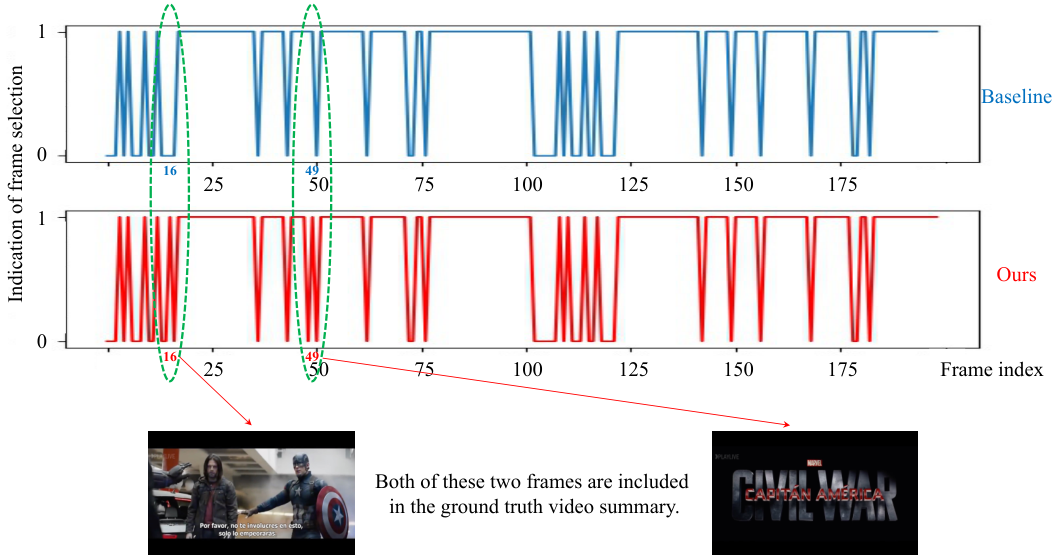 Indication of frame selection
1
0
16
49
25
50
75
100
125
150
175
Baseline
1
0
16
49
25
50
75
100
125
150
175
Ours
Frame index
Por favor, no te involucres en esto,
solo lo empeorarás
Both of these two frames are included
in the ground truth video summary.
MARVEL
CIVIL WAR
CAPITÁN AMÉRICA